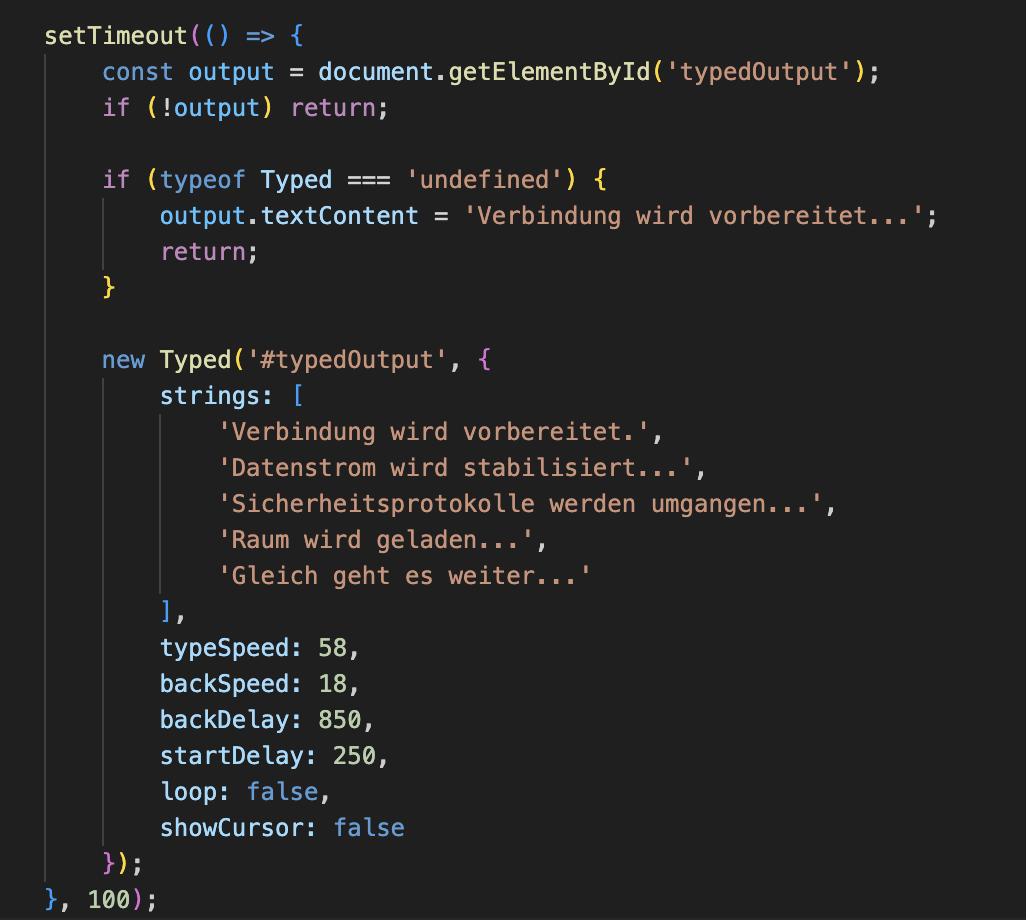 setTimeout(() => {
    const output = document.getElementById('typedOutput');
    if (!output) return;

    if (typeof Typed === 'undefined') {
        output.textContent = 'Verbindung wird vorbereitet...';
        return;
    }

    new Typed('#typedOutput', {
        strings: [
            'Verbindung wird vorbereitet.',
            'Datenstrom wird stabilisiert...',
            'Sicherheitsprotokolle werden umgangen...',
            'Raum wird geladen...',
            'Gleich geht es weiter...'
        ],
        typeSpeed: 58,
        backSpeed: 18,
        backDelay: 850,
        startDelay: 250,
        loop: false,
        showCursor: false
    });
}, 100);